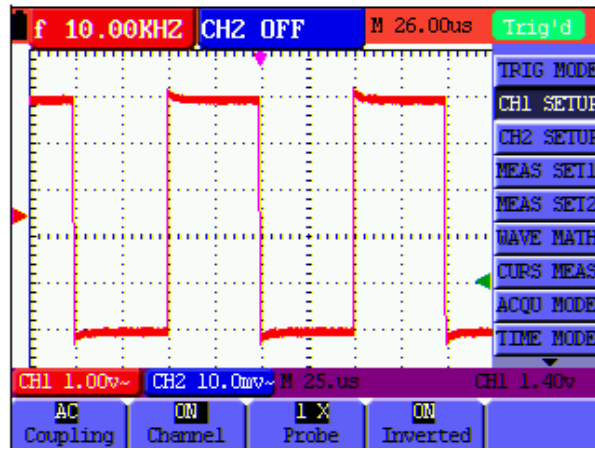 f 10.00KHZ CH2 OFF M 26.00us Trig'd
TRIG MODE
CH1 SETUP
CH2 SETUP
MEAS SET1
MEAS SET2
WAVE MATH
CURS MEAS
ACQU MODE
TIME MODE
CH1 1.00v~ CH2 10.0mv~ M 25.us CH1 1.40v
AC ON 1 X ON
Coupling Channel Probe Inverted